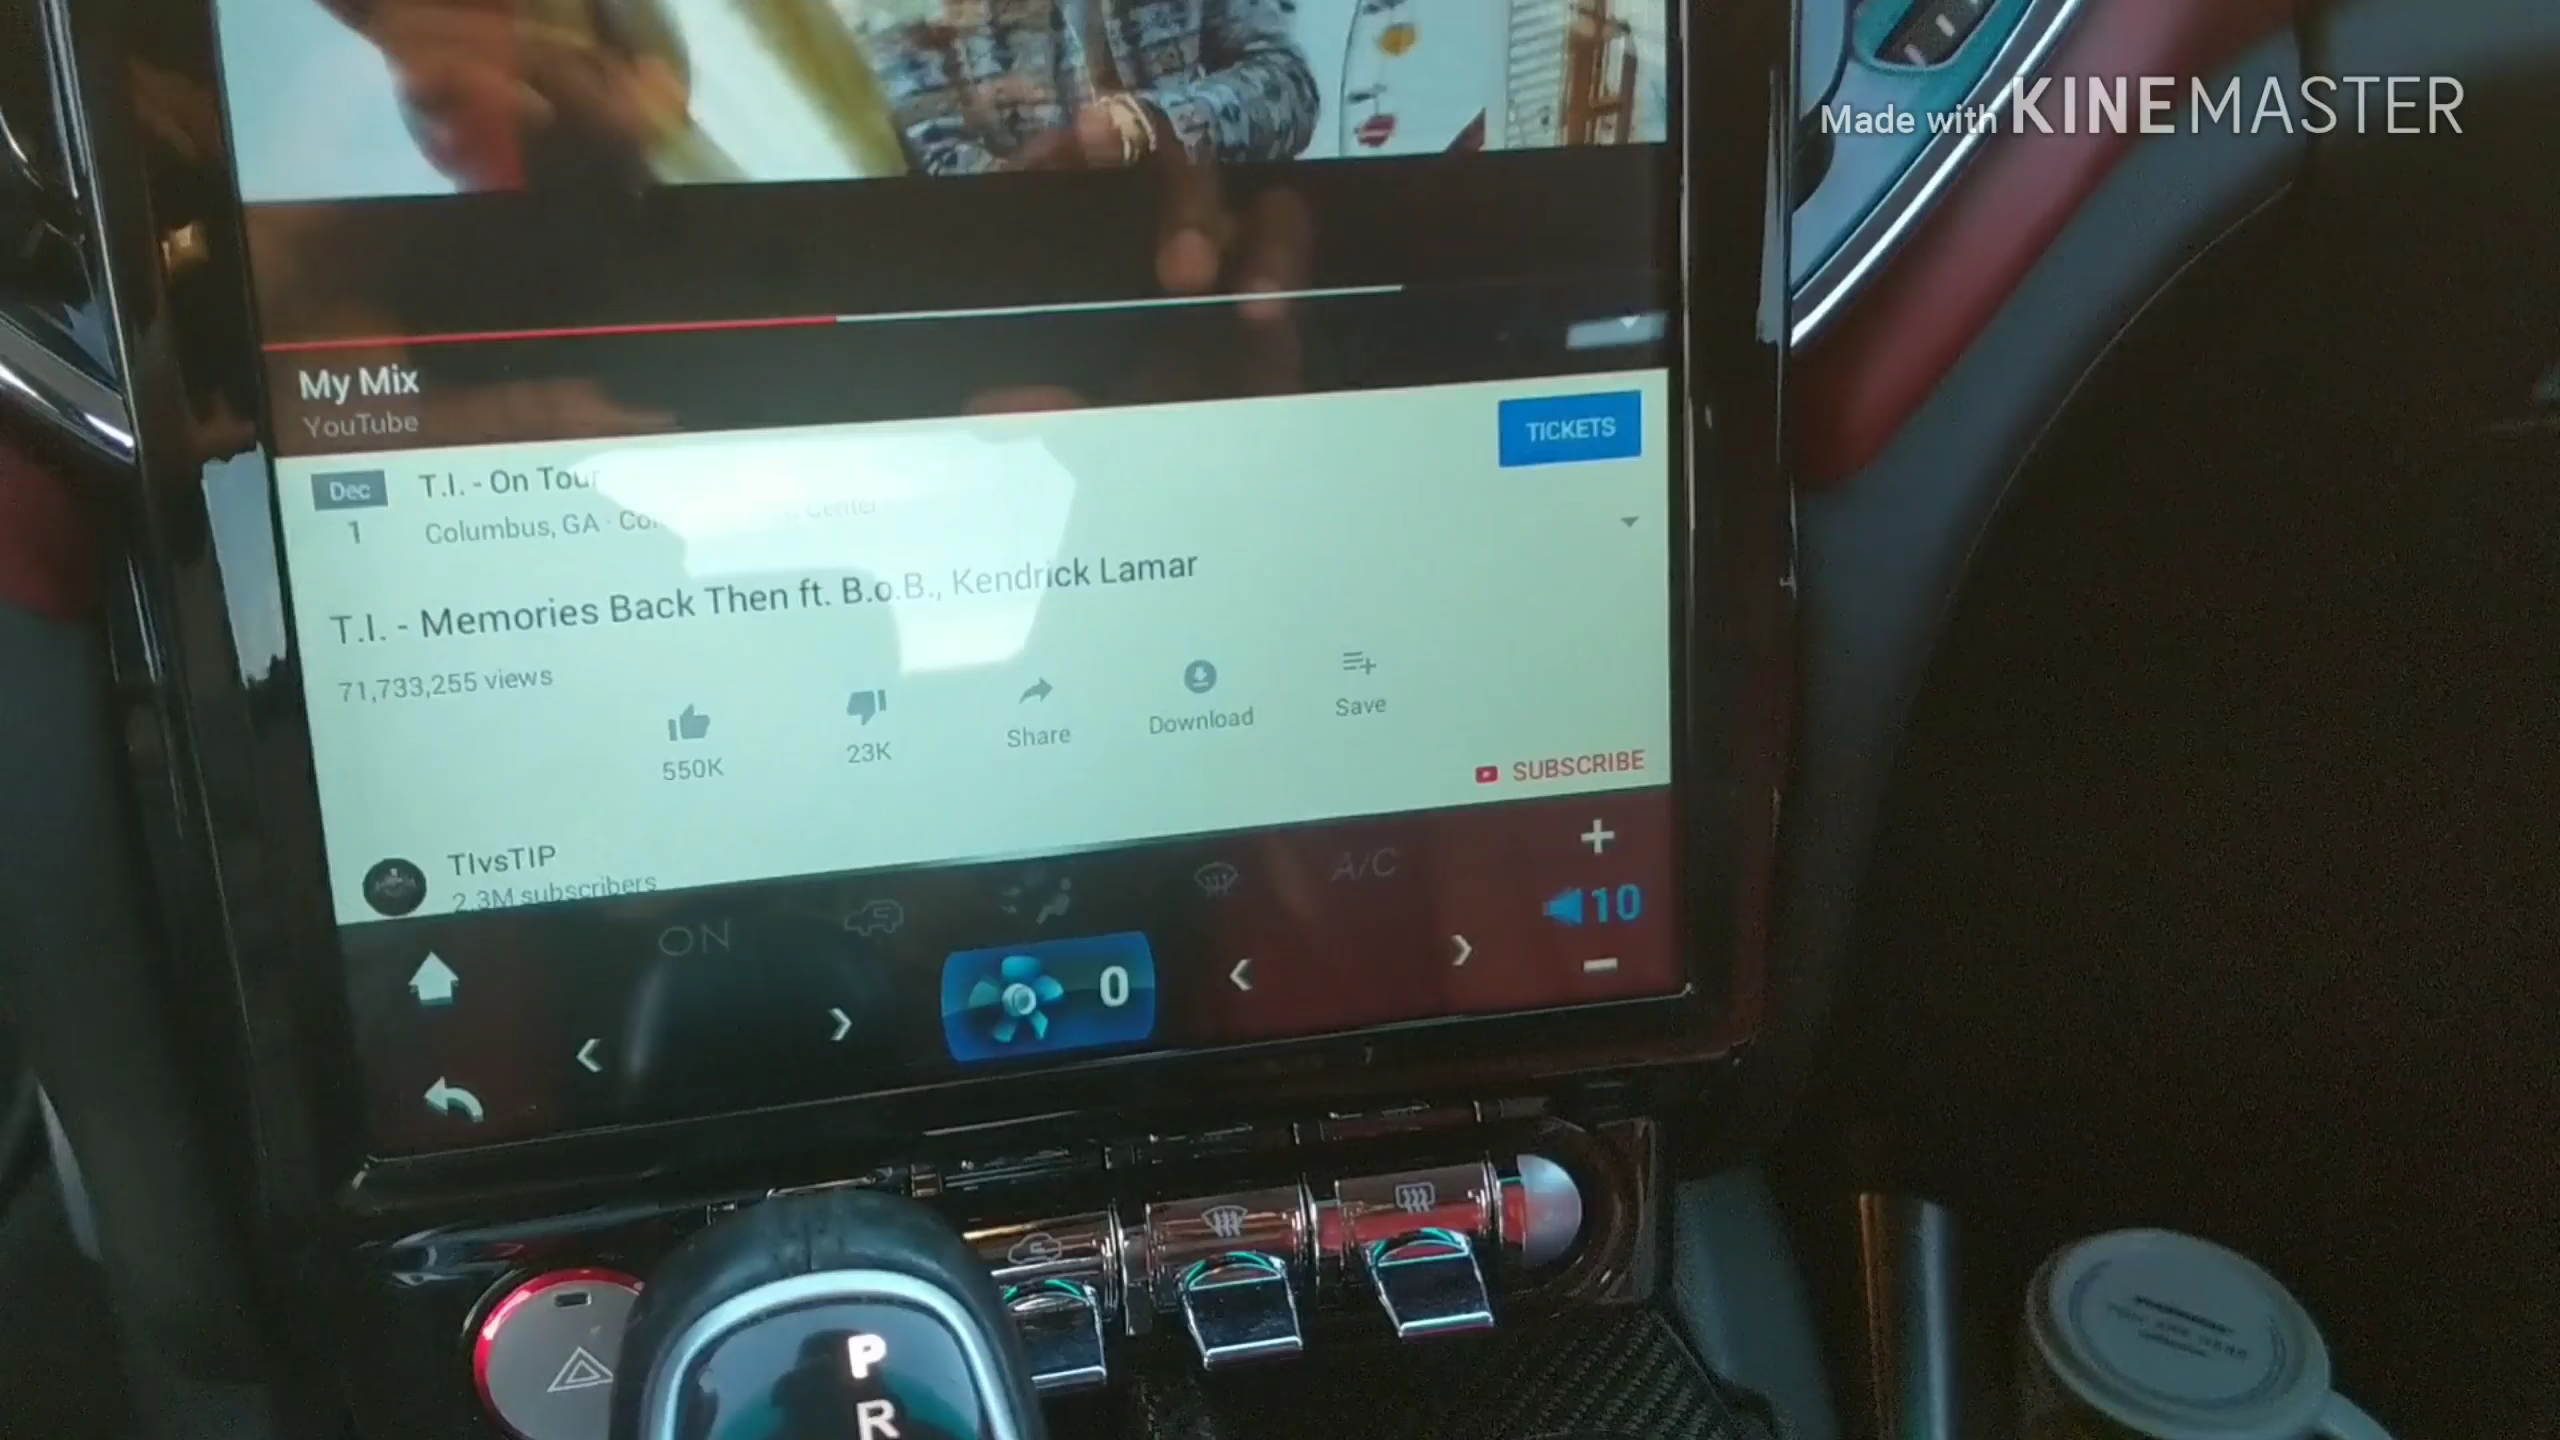 Made with KINEMASTER
My Mix
YouTube
TICKETS
Dec
1
T.I. - On Tour
Columbus, GA · Center
T.I. - Memories Back Then ft. B.o.B., Kendrick Lamar
71,733,255 views
550K
23K
Share
Download
Save
SUBSCRIBE
TIvsTIP
2.3M subscribers
ON
A/C
0
+
10
-
P
R